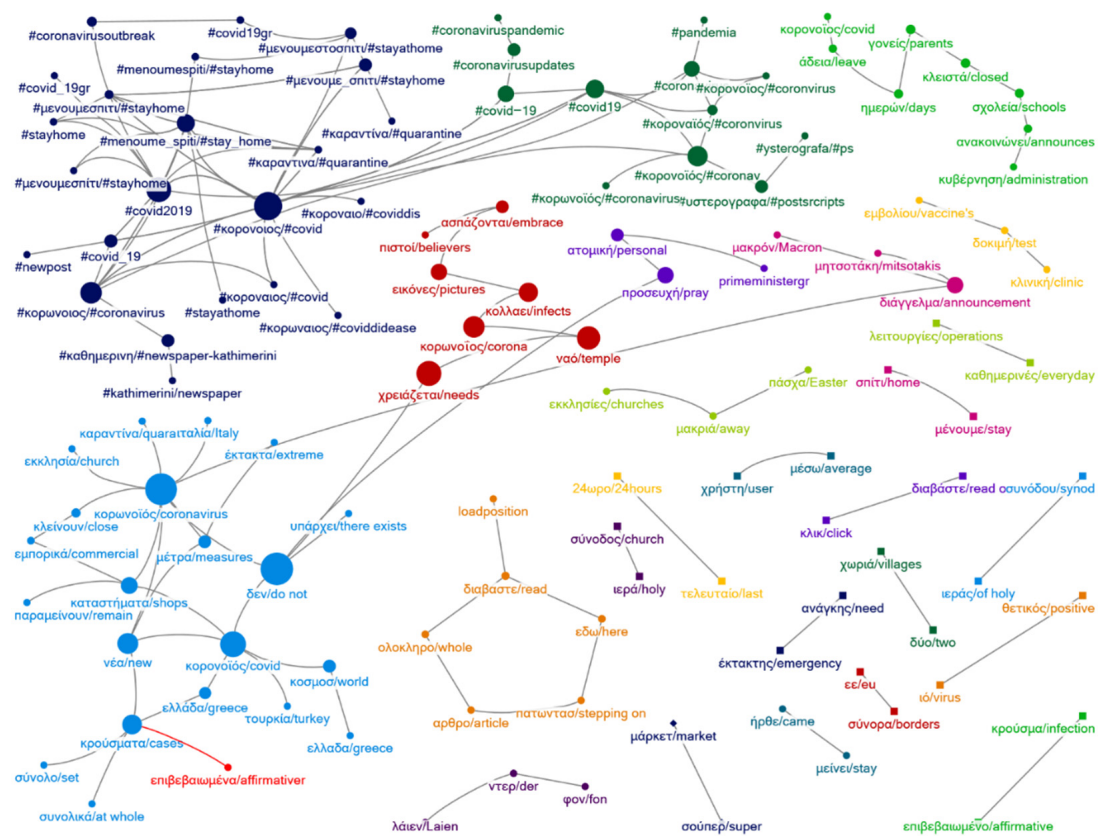 #coronavirusoutbreak
#covid19gr
#μενουμεστοσπιτι/#stayathome
#menoumespiti/#stayhome
#μενουμε_σπιτι/#stayhome
#covid_19gr
#μενουμεσπιτι/#stayhome
#stayhome
#menoume_spiti/#stay_home
#καραντίνα/#quarantine
#καραντινα/#quarantine
#μενουμεσπίτι/#stayhome
#covid2019
#κορονοιος/#covid
#κοροναιο/#coviddis
#covid_19
#newpost
#κοροναιος/#covid
#κορωνοιος/#coronavirus
#stayathome
#κορωναιος/#coviddidease
#καθημερινη/#newspaper-kathimerini
#kathimerini/newspaper
#coronaviruspandemic
#coronavirusupdates
#covid−19
#covid19
#pandemia
#coron
#κορονοϊος/#coronvirus
#κοροναϊός/#coronvirus
#ysterografa/#ps
#κορονοϊός/#coronav
#κορωνοϊός/#coronavirus
#υστερογραφα/#postsrcripts
κορονοϊος/covid
άδεια/leave
γονείς/parents
κλειστά/closed
ημερών/days
σχολεία/schools
ανακοινώνει/announces
κυβέρνηση/administration
εμβολίου/vaccine's
δοκιμή/test
κλινική/clinic
ασπάζονται/embrace
πιστοί/believers
εικόνες/pictures
κολλαει/infects
κορωνοϊος/corona
ναό/temple
χρειάζεται/needs
ατομική/personal
προσευχή/pray
primeministergr
μακρόν/Macron
μητσοτάκη/mitsotakis
διάγγελμα/announcement
λειτουργίες/operations
καθημερινές/everyday
πάσχα/Easter
εκκλησίες/churches
μακριά/away
σπίτι/home
μένουμε/stay
καραντίνα/quara
ιταλία/Italy
εκκλησία/church
έκτακτα/extreme
κορωνοϊός/coronavirus
κλείνουν/close
υπάρχει/there exists
εμπορικά/commercial
μέτρα/measures
καταστήματα/shops
δεν/do not
παραμείνουν/remain
νέα/new
κορονοϊός/covid
κοσμοσ/world
ελλάδα/greece
τουρκία/turkey
ελλαδα/greece
κρούσματα/cases
σύνολο/set
επιβεβαιωμένα/affirmativer
συνολικά/at whole
loadposition
διαβαστε/read
εδω/here
ολοκληρο/whole
αρθρο/article
πατωντασ/stepping on
24ωρο/24hours
τελευταίο/last
σύνοδος/church
ιερά/holy
χρήστη/user
μέσω/average
διαβάστε/read o
συνόδου/synod
κλικ/click
χωριά/villages
δύο/two
ιεράς/of holy
θετικός/positive
ιό/virus
ανάγκης/need
έκτακτης/emergency
εε/eu
σύνορα/borders
ήρθε/came
μείνει/stay
μάρκετ/market
σούπερ/super
κρούσμα/infection
επιβεβαιωμένο/affirmative
ντερ/der
φον/fon
λάιεν/Laien